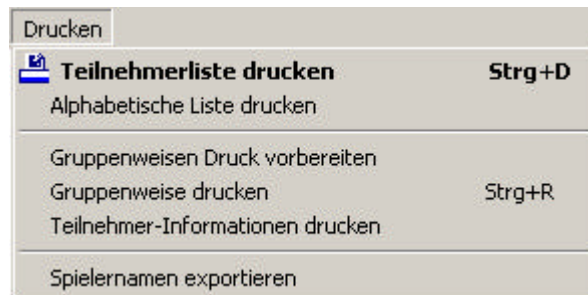 Drucken
Teilnehmerliste drucken Strg+D
Alphabetische Liste drucken
Gruppenweisen Druck vorbereiten
Gruppenweise drucken Strg+R
Teilnehmer-Informationen drucken
Spielernamen exportieren